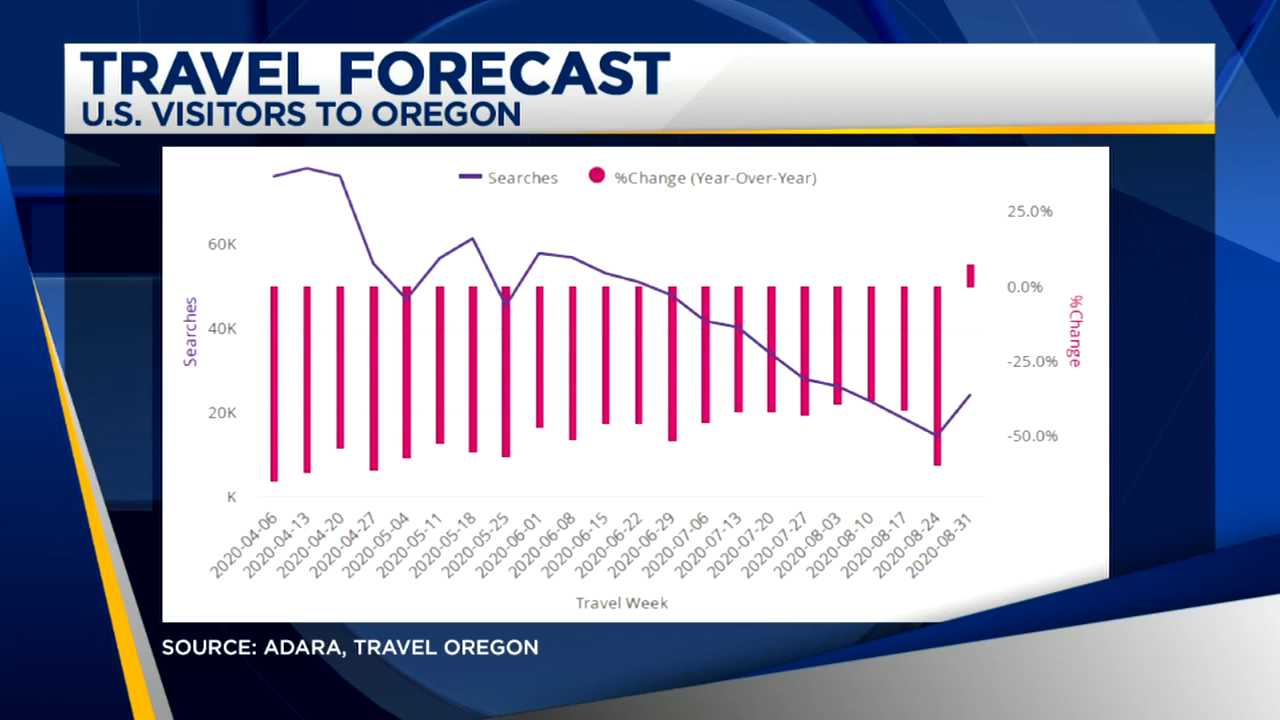 TRAVEL FORECAST
U.S. VISITORS TO OREGON
Searches %Change (Year-Over-Year)
25.0%
60K
0.0%
Searches
%Change
40K
-25.0%
20K
-50.0%
K
2020-04-06
2020-04-13
2020-04-20
2020-04-27
2020-05-04
2020-05-11
2020-05-18
2020-05-25
2020-06-01
2020-06-08
2020-06-15
2020-06-22
2020-06-29
2020-07-06
2020-07-13
2020-07-20
2020-07-27
2020-08-03
2020-08-10
2020-08-17
2020-08-24
2020-08-31
Travel Week
SOURCE: ADARA, TRAVEL OREGON